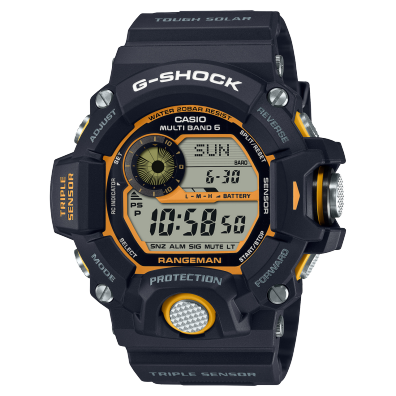 TOUGH SOLAR
G-SHOCK
WATER 20BAR RESIST
CASIO
MULTI BAND 6
ADJUST
REVERSE
SET
SPLIT/RESET
SUN
BARO
6-30
RC INDICATOR
TRIPLE
SENSOR
SENSOR
L - M - H
BATTERY
PS
P
10:58 50
SNZ ALM SIG MUTE LT
SELECT
START/STOP
RANGEMAN
MODE
FORWARD
PROTECTION
TRIPLE SENSOR